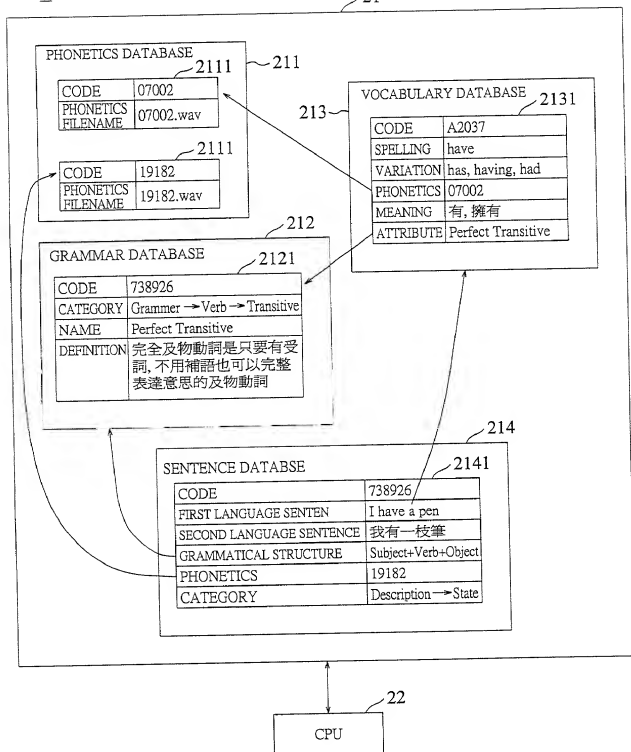 21
PHONETICS DATABASE
211
2111
CODE 07002
PHONETICS FILENAME 07002.wav
2111
CODE 19182
PHONETICS FILENAME 19182.wav
213
VOCABULARY DATABASE
2131
CODE A2037
SPELLING have
VARIATION has, having, had
PHONETICS 07002
MEANING 有, 擁有
ATTRIBUTE Perfect Transitive
212
GRAMMAR DATABASE
2121
CODE 738926
CATEGORY Grammer→Verb→Transitive
NAME Perfect Transitive
DEFINITION 完全及物動詞是只要有受
詞, 不用補語也可以完整
表達意思的及物動詞
214
SENTENCE DATABSE
2141
CODE 738926
FIRST LANGUAGE SENTEN I have a pen
SECOND LANGUAGE SENTENCE 我有一枝筆
GRAMMATICAL STRUCTURE Subject+Verb+Object
PHONETICS 19182
CATEGORY Description→State
22
CPU